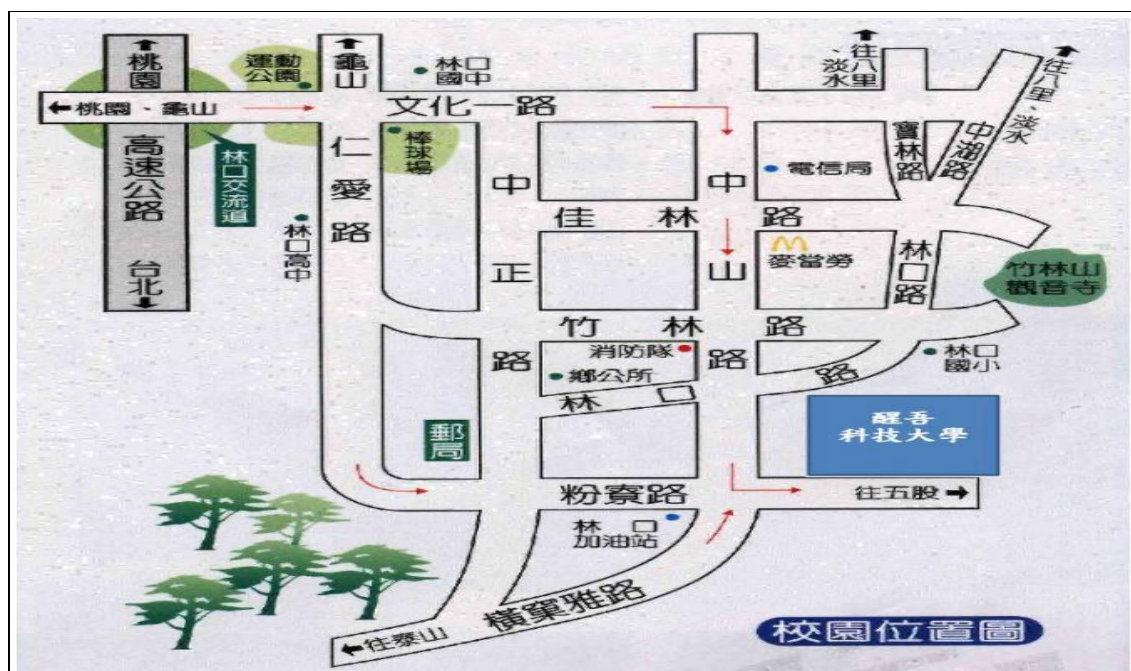 桃園
運動
公園
龜山
林口
國中
往八里
、淡水
往八里、淡水
桃園、龜山
文化一路
高速公路
林口交流道
仁愛路
棒球場
中正路
中山路
電信局
寶林路
中湖路
林口高中
佳林路
麥當勞
林口路
竹林山
觀音寺
台北
竹林路
消防隊
鄉公所
林口
國小
林口路
郵局
醒吾
科技大學
粉寮路
往五股
林口
加油站
橫窠雅路
往泰山
校園位置圖